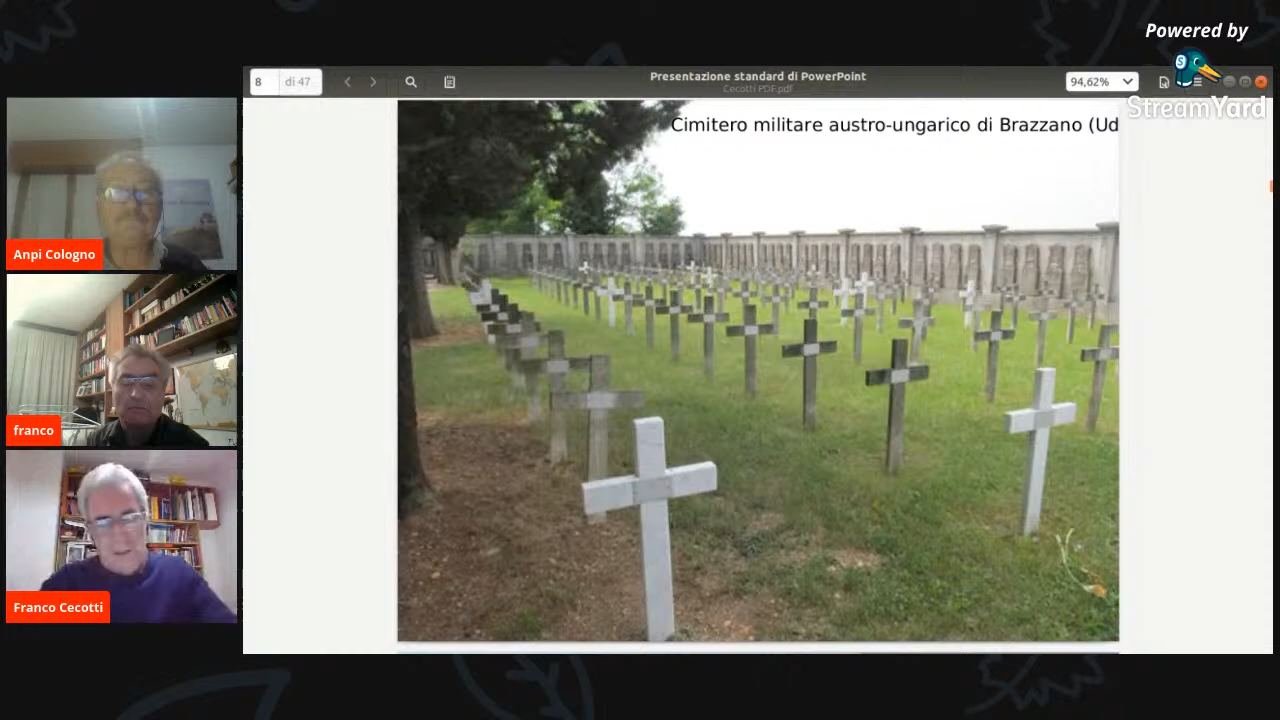 Powered by
StreamYard
8 di 47
Presentazione standard di PowerPoint
Cecotti PDF.pdf
94,62%
Cimitero militare austro-ungarico di Brazzano (Ud
Anpi Cologno
franco
Franco Cecotti